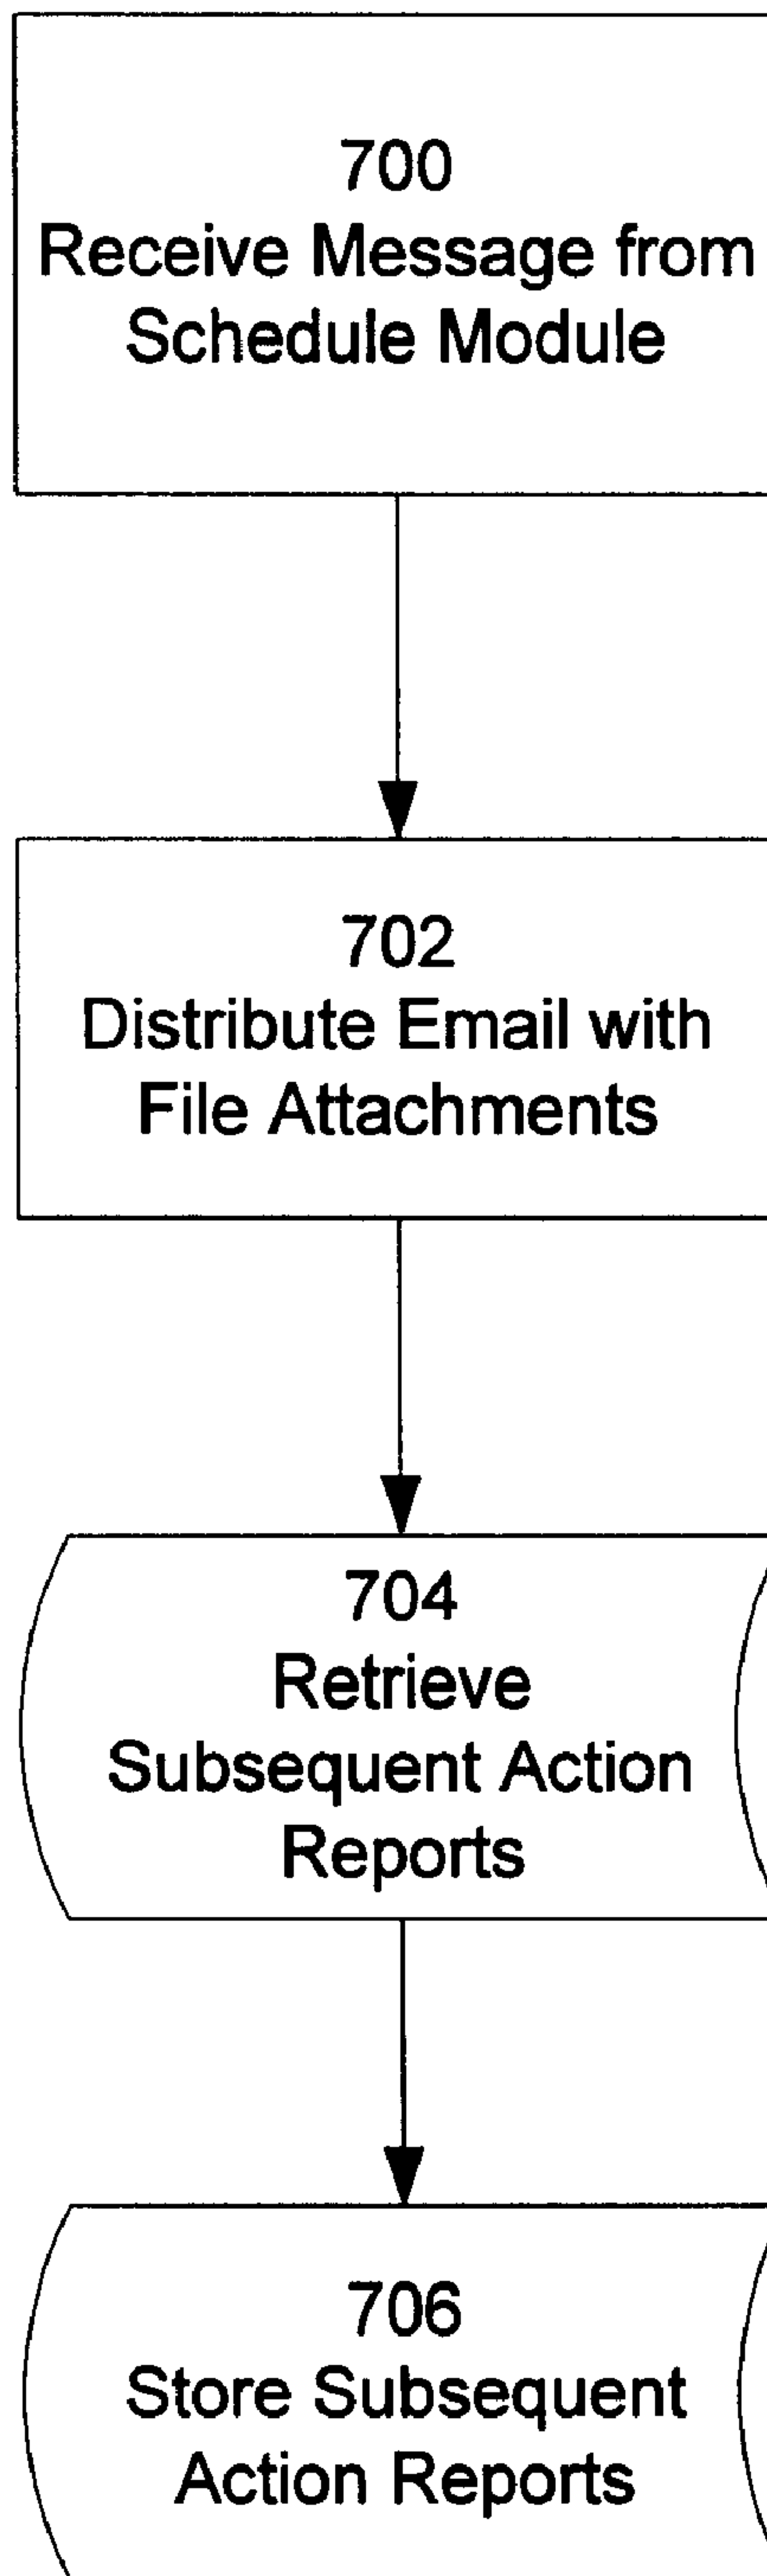 700
Receive Message from
Schedule Module
702
Distribute Email with
File Attachments
704
Retrieve
Subsequent Action
Reports
706
Store Subsequent
Action Reports